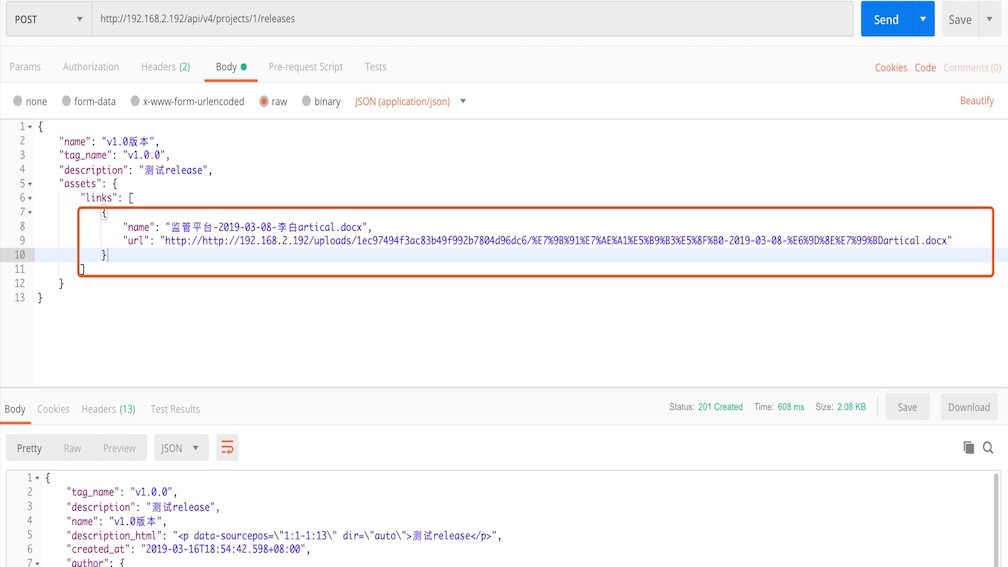 POST http://192.168.2.192/api/v4/projects/1/releases Send Save
Params Authorization Headers (2) Body Pre-request Script Tests Cookies Code Comments (0)
none form-data x-www-form-urlencoded raw binary JSON (application/json) Beautify
1 {
2 "name": "v1.0版本",
3 "tag_name": "v1.0.0",
4 "description": "测试release",
5 "assets": {
6 "links": [
7 {
8 "name": "监管平台-2019-03-08-李白artical.docx",
9 "url": "http://http://192.168.2.192/uploads/1ec97494f3ac83b49f992b7804d96dc6/%E7%9B%91%E7%AE%A1%E5%B9%B3%E5%8F%B0-2019-03-08-%E6%9D%8E%E7%99%BDartical.docx"
10 }
11 ]
12 }
13 }
Body Cookies Headers (13) Test Results Status: 201 Created Time: 608 ms Size: 2.08 KB Save Download
Pretty Raw Preview JSON
1 {
2 "tag_name": "v1.0.0",
3 "description": "测试release",
4 "name": "v1.0版本",
5 "description_html": "<p data-sourcepos=\"1:1-1:13\" dir=\"auto\">测试release</p>",
6 "created_at": "2019-03-16T18:54:42.598+08:00",
7 "author": {